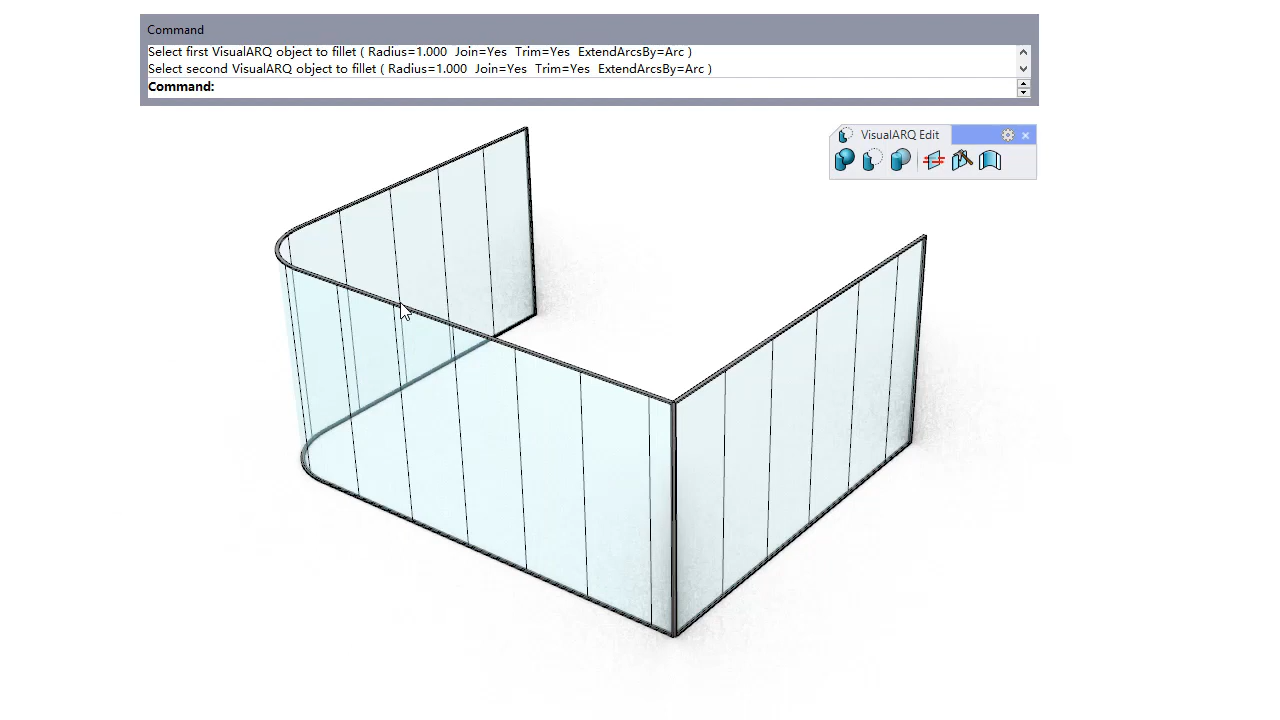 Command
Select first VisualARQ object to fillet ( Radius=1.000  Join=Yes  Trim=Yes  ExtendArcsBy=Arc )
Select second VisualARQ object to fillet ( Radius=1.000  Join=Yes  Trim=Yes  ExtendArcsBy=Arc )
Command:
VisualARQ Edit